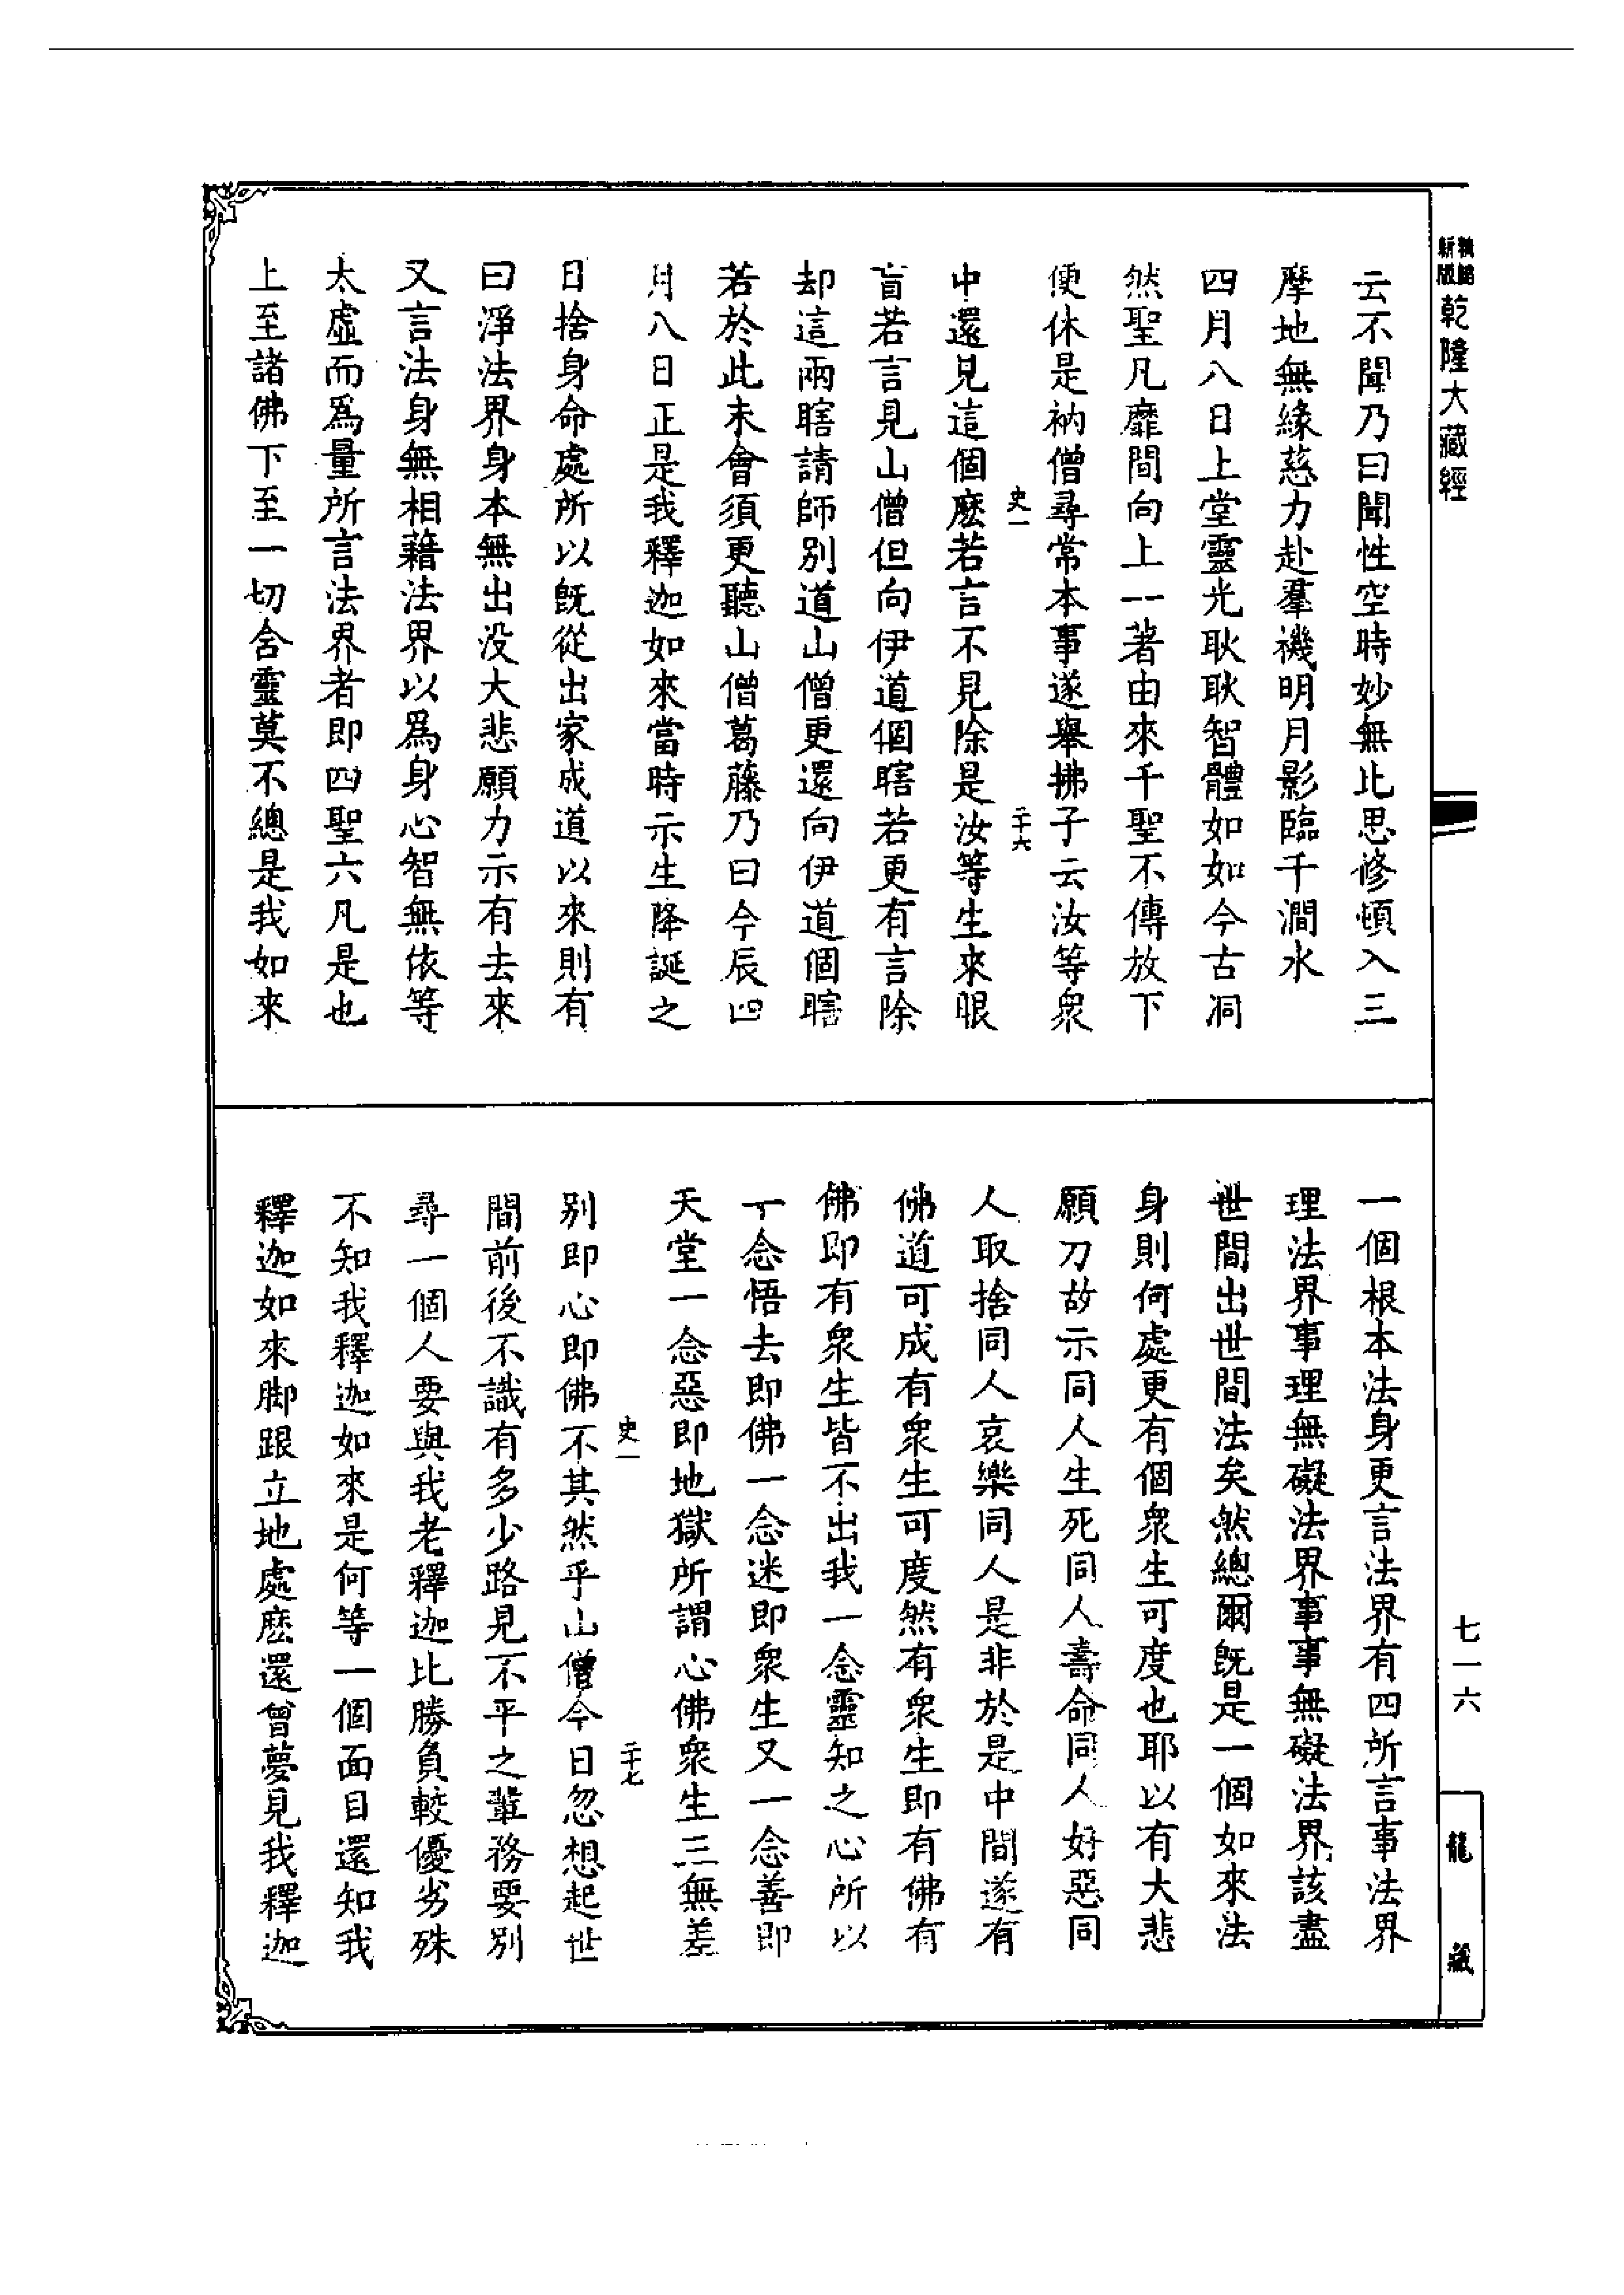 新版
精縮
乾隆大藏經
七一六
龍藏
云不聞乃曰聞性空時妙無比思修頓入三
摩地無緣慈力赴羣機明月影臨千澗水
四月八日上堂靈光耿耿智體如如今古洞
然聖凡靡間向上一著由來千聖不傳放下
便休是衲僧尋常本事遂舉拂子云汝等衆
史一
二十六
中還見這個麽若言不見除是汝等生來眼
盲若言見山僧但向伊道個瞎若更有言除
却這兩瞎請師別道山僧更還向伊道個瞎
若於此未會須更聽山僧葛藤乃曰今辰四
月八日正是我釋迦如來當時示生降誕之
日捨身命處所以既從出家成道以來則有
曰淨法界身本無出没大悲願力示有去來
又言法身無相藉法界以爲身心智無依等
太虛而爲量所言法界者即四聖六凡是也
上至諸佛下至一切含靈莫不總是我如來
一個根本法身更言法界有四所言事法界
理法界事理無礙法界事事無礙法界該盡
世間出世間法矣然總爾既是一個如來法
身則何處更有個衆生可度也耶以有大悲
願力故示同人生死同人壽命同人好惡同
人取捨同人哀樂同人是非於是中間遂有
佛道可成有衆生可度然有衆生即有佛有
佛即有衆生皆不出我一念靈知之心所以
一念悟去即佛一念迷即衆生又一念善即
天堂一念惡即地獄所謂心佛衆生三無差
史一
二十七
別即心即佛不其然乎山僧今日忽想起世
間前後不識有多少路見不平之輩務要別
尋一個人要與我老釋迦比勝負較優劣殊
不知我釋迦如來是何等一個面目還知我
釋迦如來脚跟立地處麽還曾夢見我釋迦